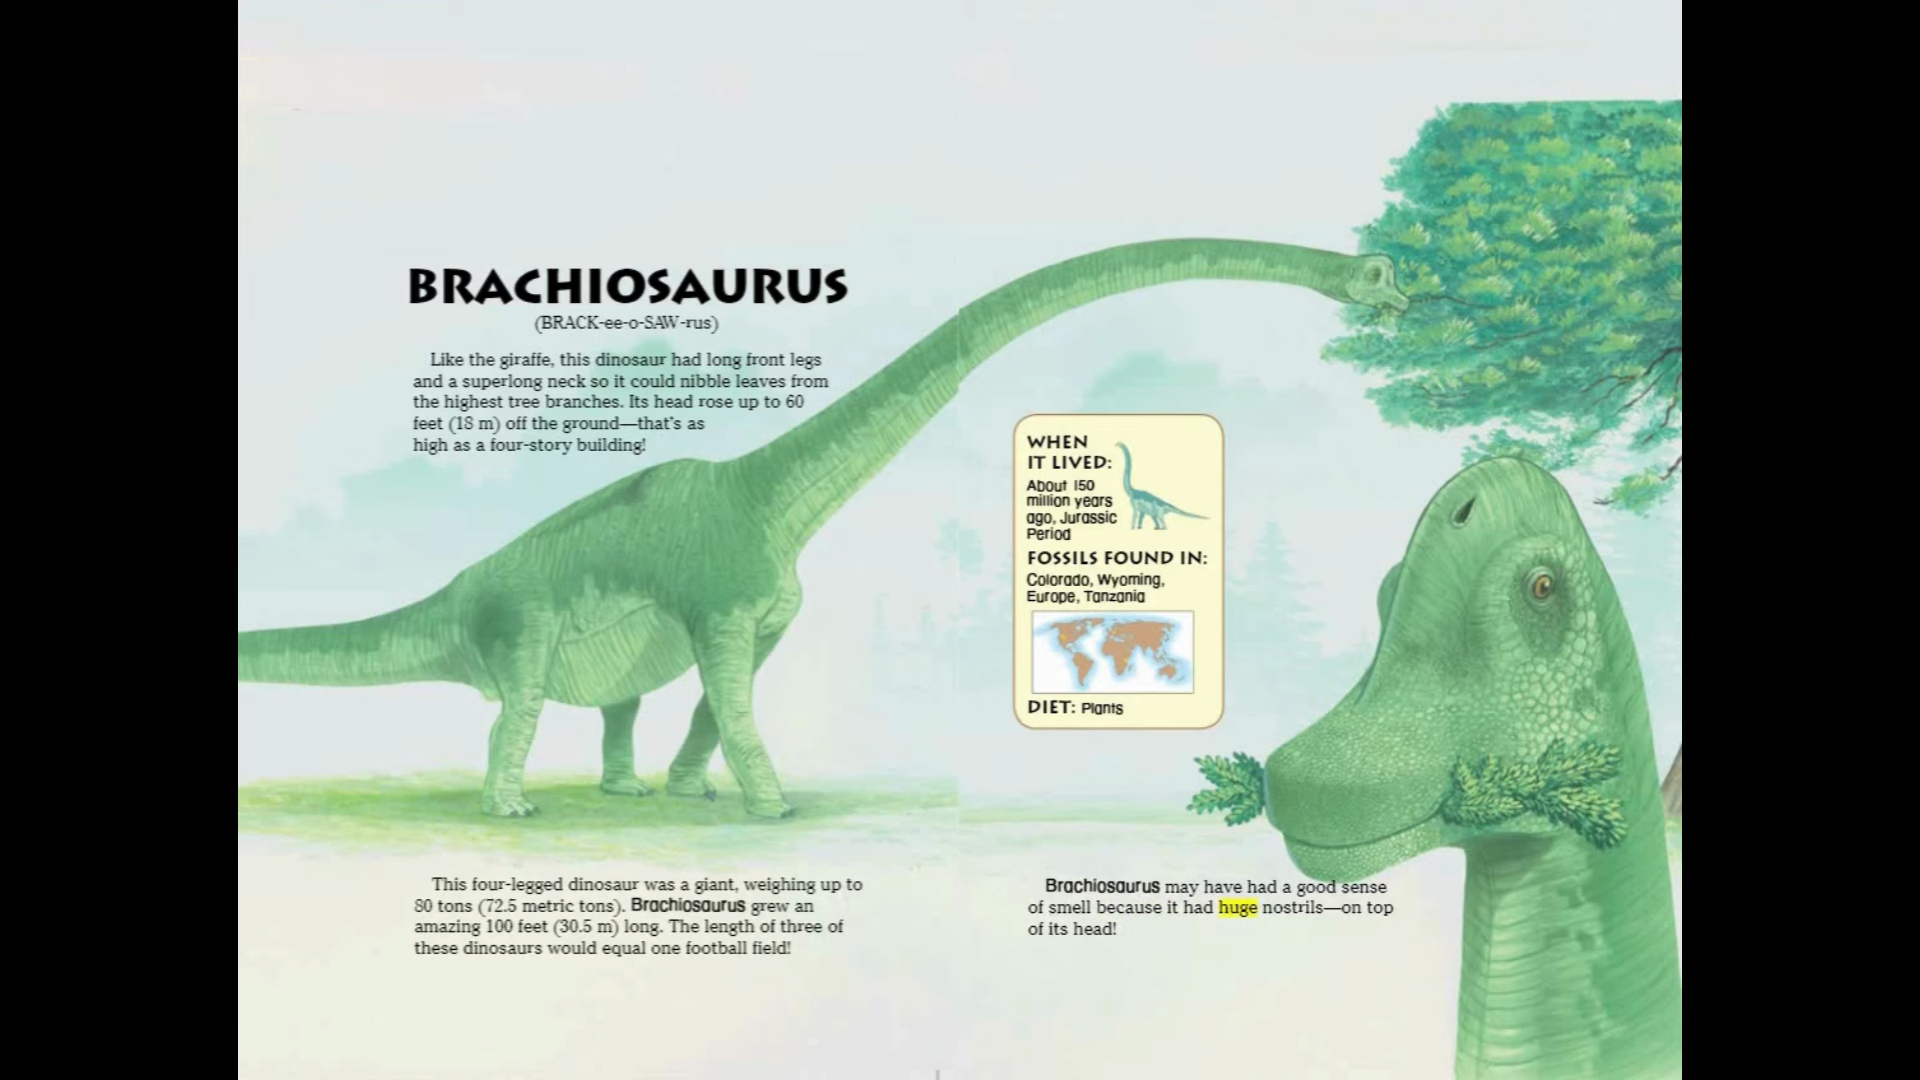 BRACHIOSAURUS
(BRACK-ee-o-SAW-rus)
Like the giraffe, this dinosaur had long front legs
and a superlong neck so it could nibble leaves from
the highest tree branches. Its head rose up to 60
feet (18 m) off the ground—that's as
high as a four-story building!
This four-legged dinosaur was a giant, weighing up to
80 tons (72.5 metric tons). Brachiosaurus grew an
amazing 100 feet (30.5 m) long. The length of three of
these dinosaurs would equal one football field!
WHEN
IT LIVED:
About 150
million years
ago, Jurassic
Period
FOSSILS FOUND IN:
Colorado, Wyoming,
Europe, Tanzania
DIET: Plants
Brachiosaurus may have had a good sense
of smell because it had huge nostrils—on top
of its head!